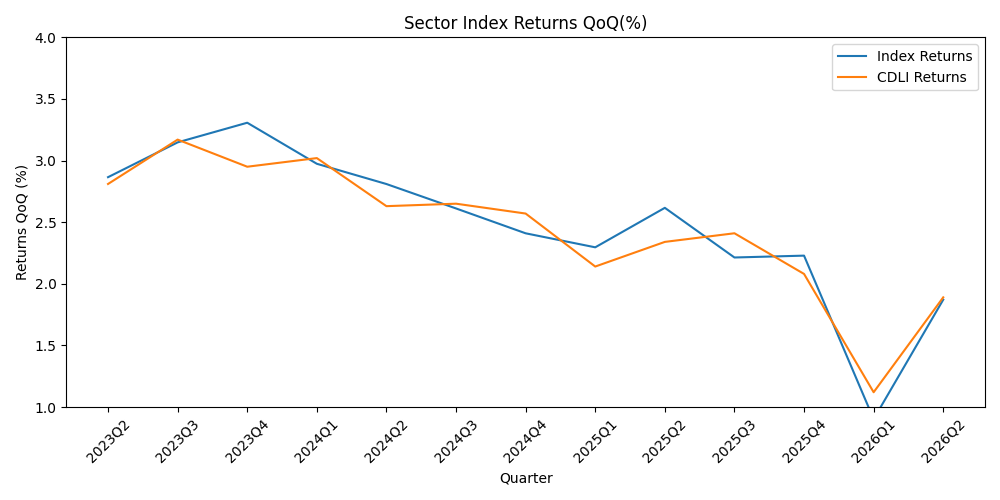 Sector Index Returns QoQ(%)
Index Returns
CDLI Returns
Returns QoQ (%)
4.0
3.5
3.0
2.5
2.0
1.5
1.0
2023Q2
2023Q3
2023Q4
2024Q1
2024Q2
2024Q3
2024Q4
2025Q1
2025Q2
2025Q3
2025Q4
2026Q1
2026Q2
Quarter